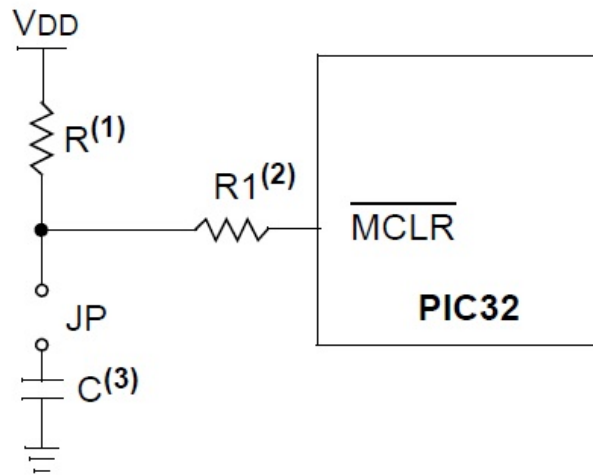 VDD
R(1)
R1(2)
MCLR
JP
PIC32
C(3)